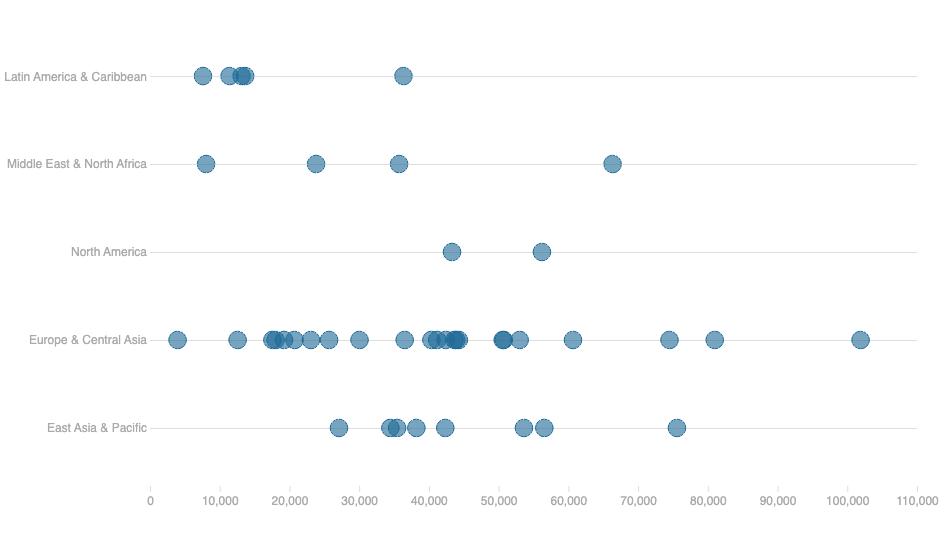 Latin America & Caribbean
Middle East & North Africa
North America
Europe & Central Asia
East Asia & Pacific
0 10,000 20,000 30,000 40,000 50,000 60,000 70,000 80,000 90,000 100,000 110,000